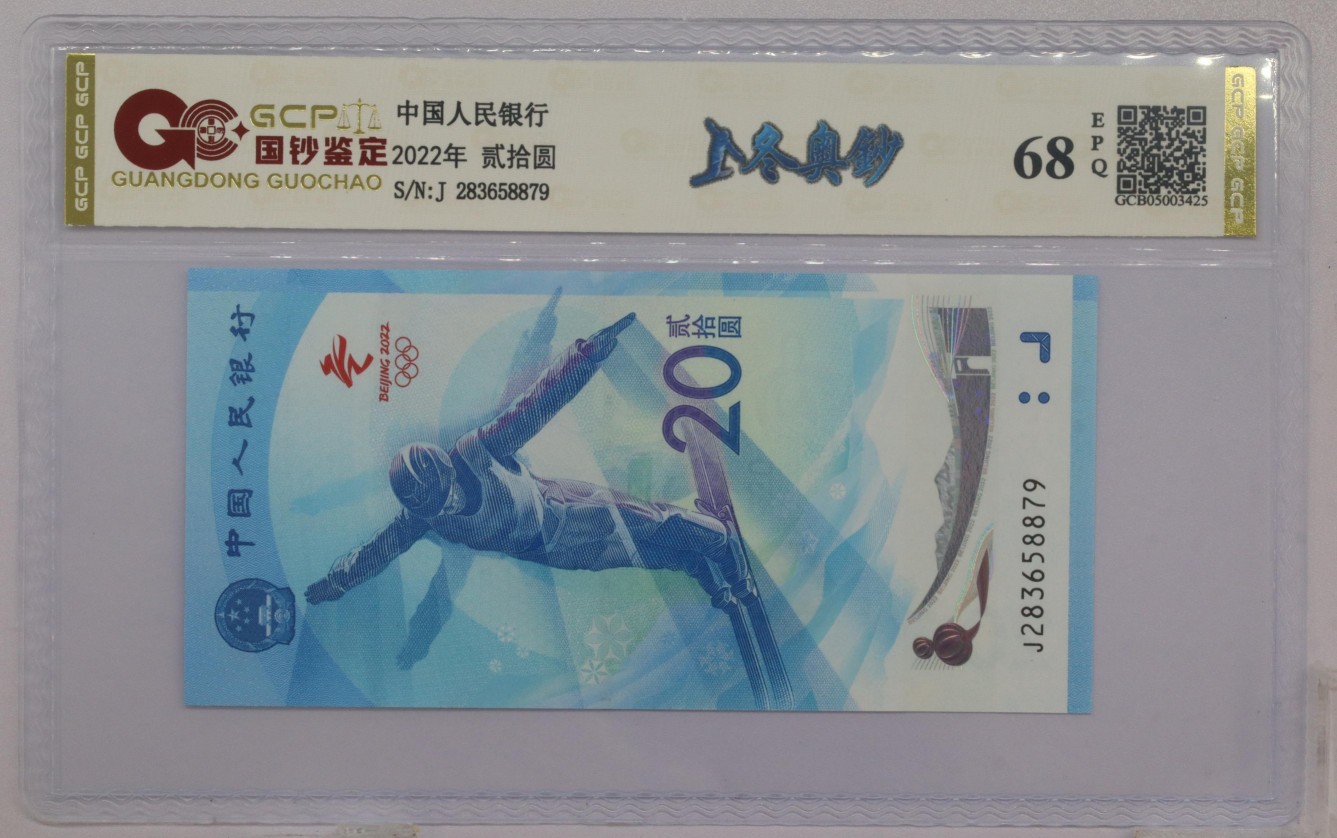 GCP GCP GCP
GCP
国钞鉴定
GUANGDONG GUOCHAO
中国人民银行
2022年 贰拾圆
S/N:J 283658879
冬奥鈔
68
EPQ
GCB05003425
GCP GCP GCP
中国人民银行
BEIJING 2022
贰拾圆
20
J283658879